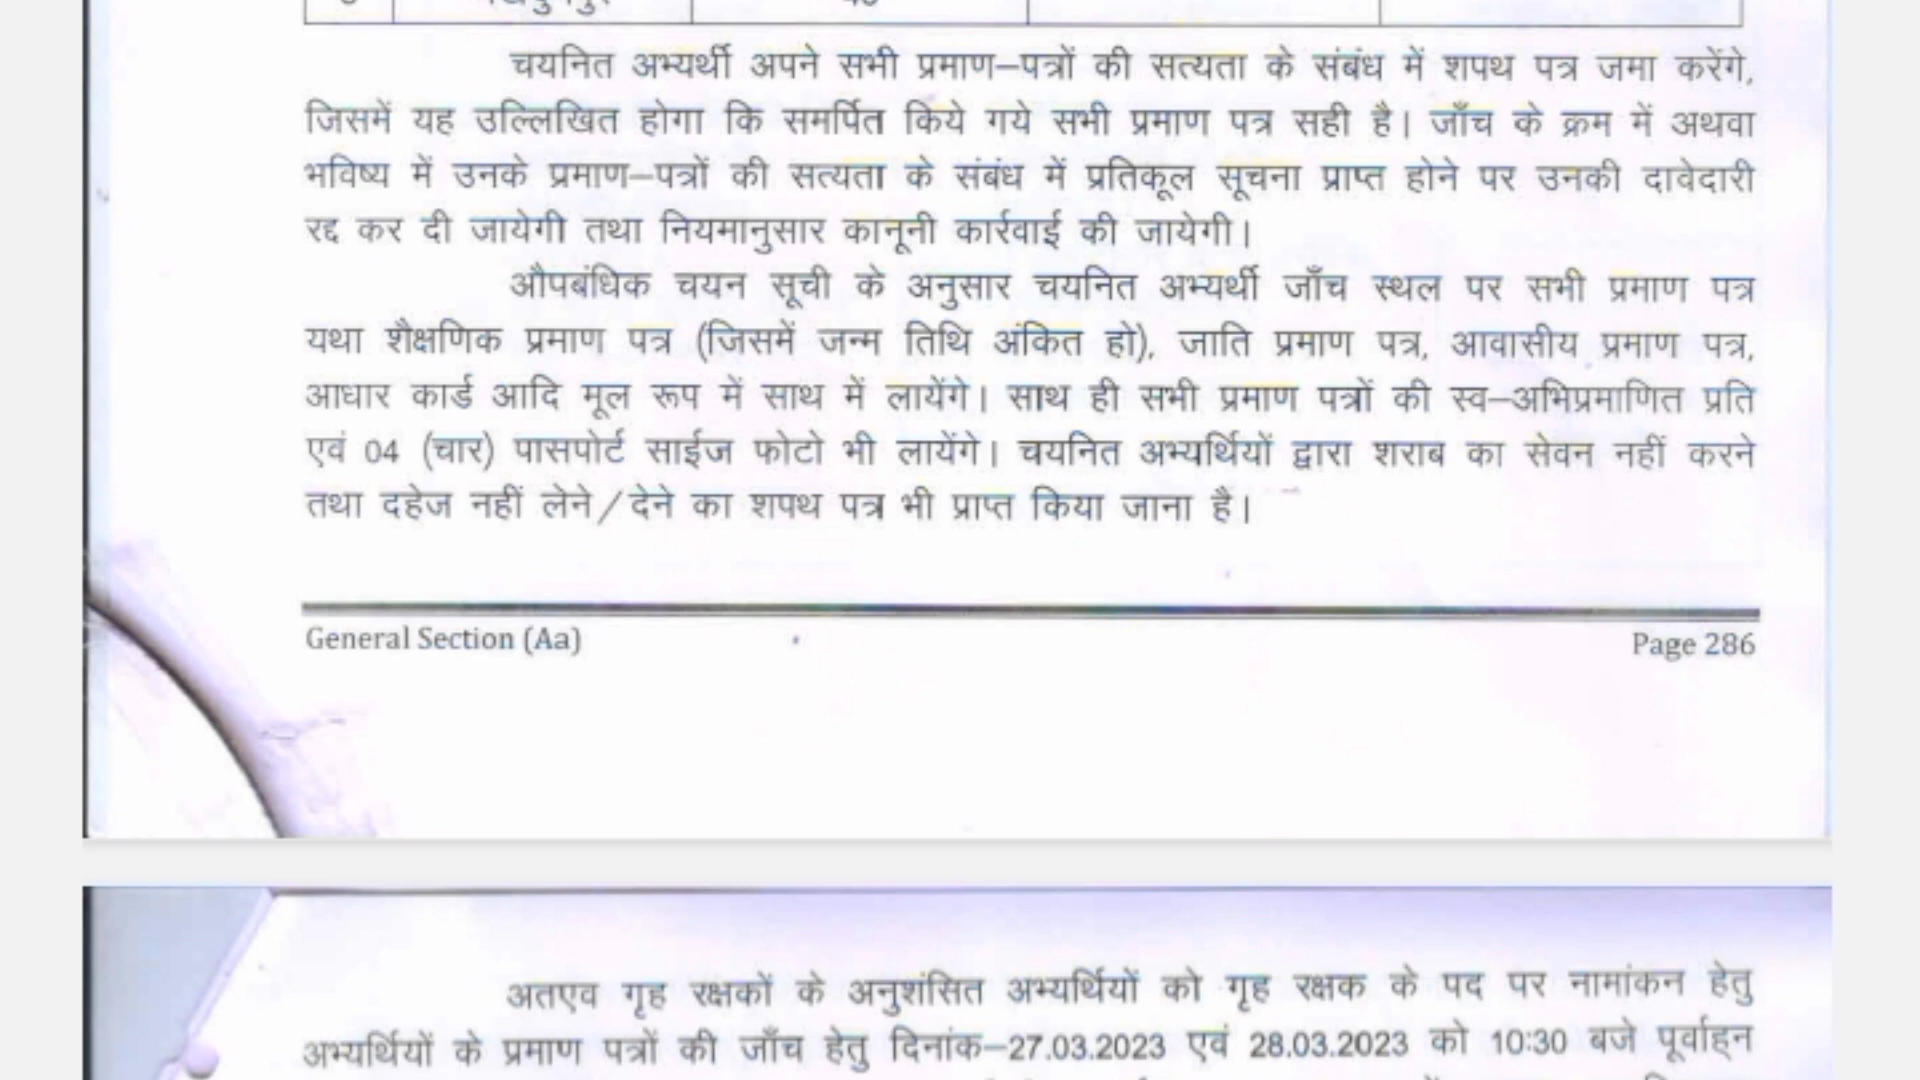 चयनित अभ्यर्थी अपने सभी प्रमाण–पत्रों की सत्यता के संबंध में शपथ पत्र जमा करेंगे,
जिसमें यह उल्लिखित होगा कि समर्पित किये गये सभी प्रमाण पत्र सही है। जाँच के क्रम में अथवा
भविष्य में उनके प्रमाण–पत्रों की सत्यता के संबंध में प्रतिकूल सूचना प्राप्त होने पर उनकी दावेदारी
रद्द कर दी जायेगी तथा नियमानुसार कानूनी कार्रवाई की जायेगी।
औपबंधिक चयन सूची के अनुसार चयनित अभ्यर्थी जाँच स्थल पर सभी प्रमाण पत्र
यथा शैक्षणिक प्रमाण पत्र (जिसमें जन्म तिथि अंकित हो), जाति प्रमाण पत्र, आवासीय प्रमाण पत्र,
आधार कार्ड आदि मूल रूप में साथ में लायेंगे। साथ ही सभी प्रमाण पत्रों की स्व–अभिप्रमाणित प्रति
एवं 04 (चार) पासपोर्ट साईज फोटो भी लायेंगे। चयनित अभ्यर्थियों द्वारा शराब का सेवन नहीं करने
तथा दहेज नहीं लेने/देने का शपथ पत्र भी प्राप्त किया जाना है।
General Section (Aa)
Page 286
अतएव गृह रक्षकों के अनुशंसित अभ्यर्थियों को गृह रक्षक के पद पर नामांकन हेतु
अभ्यर्थियों के प्रमाण पत्रों की जाँच हेतु दिनांक–27.03.2023 एवं 28.03.2023 को 10:30 बजे पूर्वाह्न